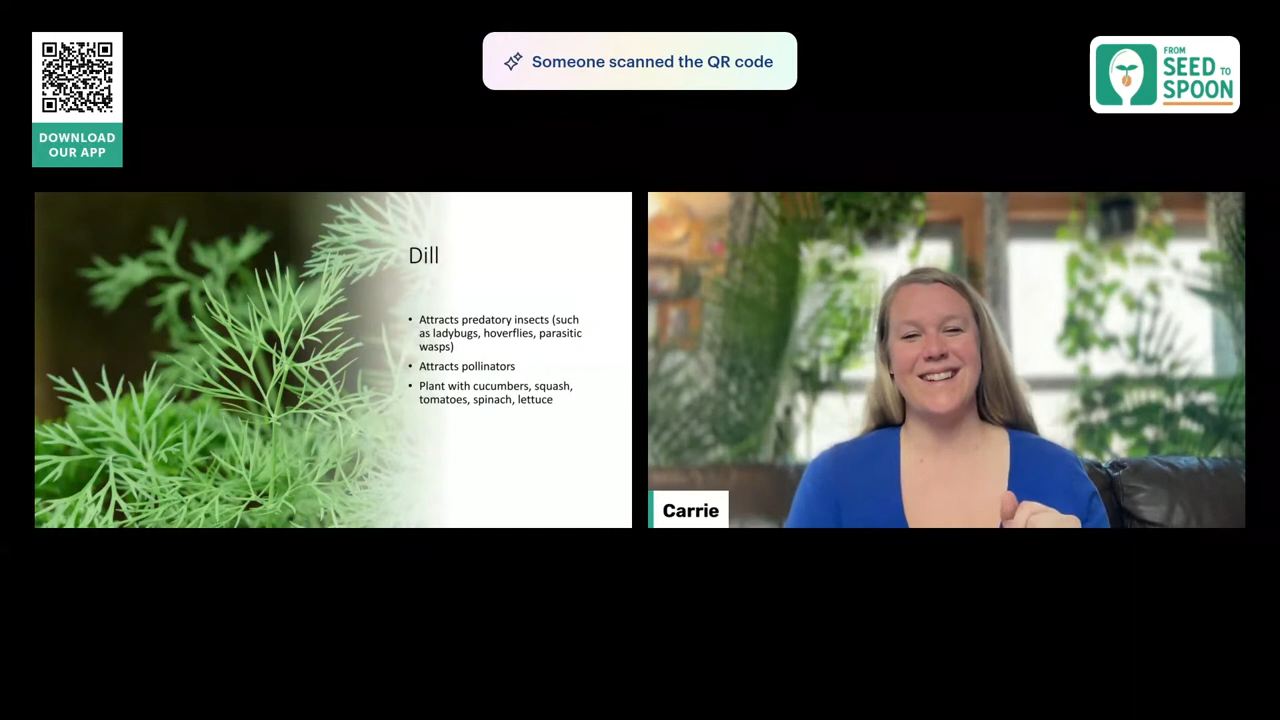 DOWNLOAD
OUR APP
Someone scanned the QR code
FROM
SEED TO
SPOON
Dill
• Attracts predatory insects (such
as ladybugs, hoverflies, parasitic
wasps)
• Attracts pollinators
• Plant with cucumbers, squash,
tomatoes, spinach, lettuce
Carrie